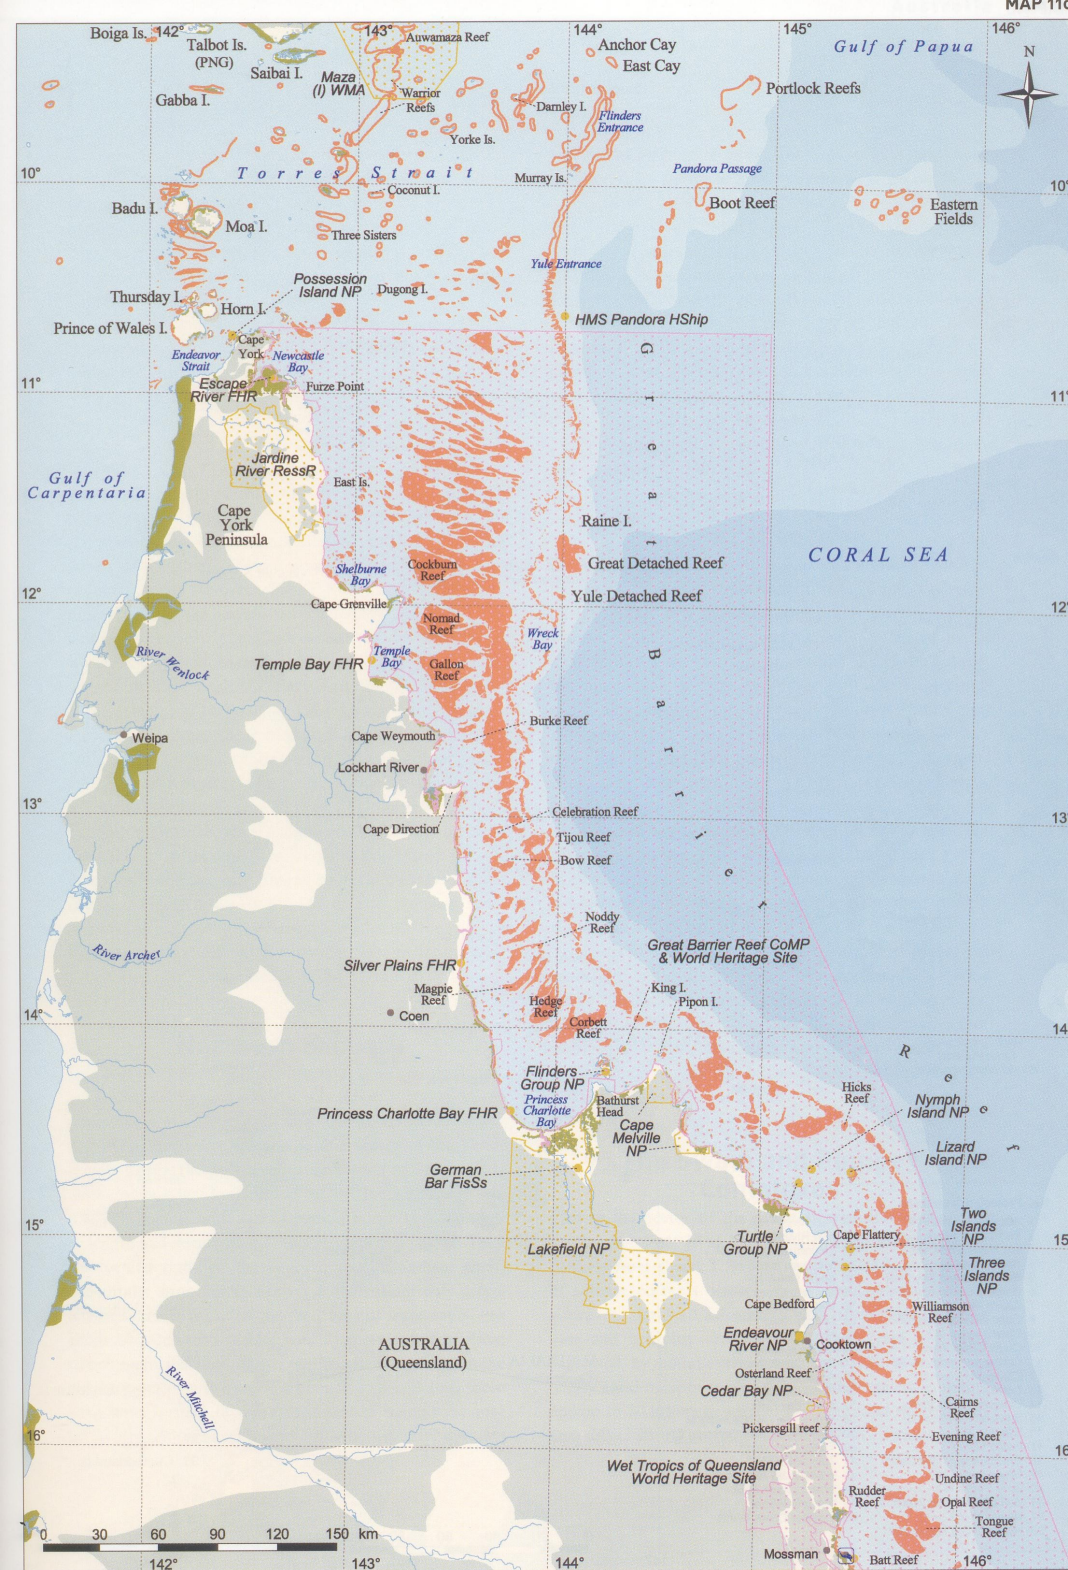 MAP 11
142°
143°
144°
145°
146°
Boiga Is.
Talbot Is.
(PNG)
Saibai I.
Gabba I.
Maza
(I) WMA
Auwamaza Reef
Warrior
Reefs
Anchor Cay
East Cay
Darnley I.
Flinders
Entrance
Yorke Is.
Gulf of Papua
N
Portlock Reefs
10°
Torres Strait
Murray Is.
Pandora Passage
10°
Coconut I.
Badu I.
Moa I.
Three Sisters
Boot Reef
Eastern
Fields
Yule Entrance
Possession
Island NP
Dugong I.
Thursday I.
Horn I.
Prince of Wales I.
HMS Pandora HShip
Cape
York
Endeavor
Strait
Newcastle
Bay
Escape
River FHR
Furze Point
11°
11°
Great Barrier Reef
Jardine
River RessR
Gulf of
Carpentaria
East Is.
Cape
York
Peninsula
Raine I.
CORAL SEA
Cockburn
Reef
Great Detached Reef
Shelburne
Bay
Yule Detached Reef
12°
12°
Cape Grenville
Nomad
Reef
Wreck
Bay
River Wenlock
Temple Bay FHR
Temple
Bay
Gallon
Reef
Burke Reef
Weipa
Cape Weymouth
Lockhart River
13°
13°
Celebration Reef
Cape Direction
Tijou Reef
Bow Reef
Noddy
Reef
River Archer
Great Barrier Reef CoMP
& World Heritage Site
Silver Plains FHR
Magpie
Reef
King I.
Pipon I.
Hedge
Reef
Coen
14°
14°
Corbett
Reef
Flinders
Group NP
Princess Charlotte Bay FHR
Princess
Charlotte
Bay
Bathurst
Head
Cape
Melville
NP
Hicks
Reef
Nymph
Island NP
Lizard
Island NP
German
Bar FisSs
Two
Islands
NP
15°
15
Lakefield NP
Turtle
Group NP
Cape Flattery
Three
Islands
NP
Cape Bedford
Williamson
Reef
Endeavour
River NP
Cooktown
AUSTRALIA
(Queensland)
Osterland Reef
Cedar Bay NP
Cairns
Reef
River Mitchell
Pickersgill reef
Evening Reef
16°
16
Wet Tropics of Queensland
World Heritage Site
Undine Reef
Rudder
Reef
Opal Reef
Tongue
Reef
0 30 60 90 120 150 km
Mossman
Batt Reef
142°
143°
144°
146°